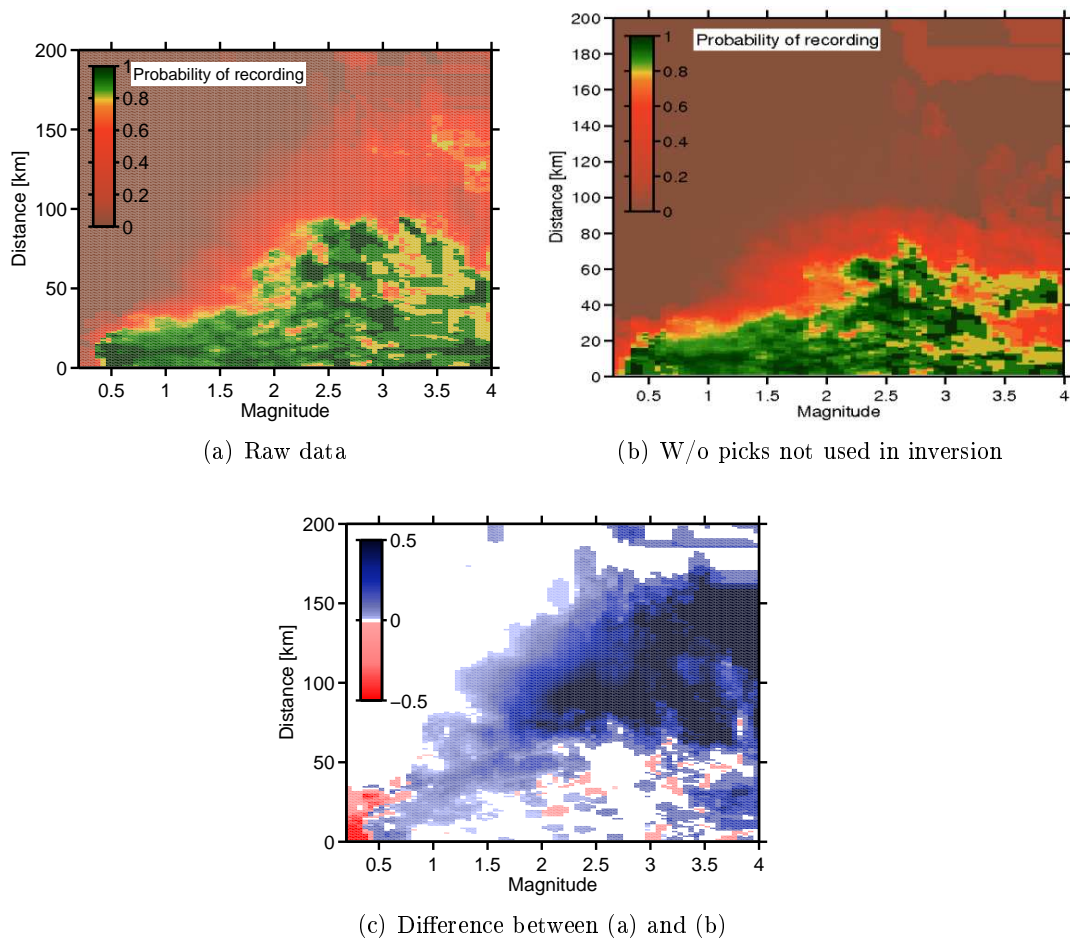 200
150
100
50
0
Distance [km]
1
0.8
0.6
0.4
0.2
0
Probability of recording
0.5 1 1.5 2 2.5 3 3.5 4
Magnitude
(a) Raw data
200
180
160
140
120
100
80
60
40
20
0
Distance [km]
1
0.8
0.6
0.4
0.2
0
Probability of recording
0.5 1 1.5 2 2.5 3 3.5 4
Magnitude
(b) W/o picks not used in inversion
200
150
100
50
0
Distance [km]
0.5
0
−0.5
0.5 1 1.5 2 2.5 3 3.5 4
Magnitude
(c) Difference between (a) and (b)